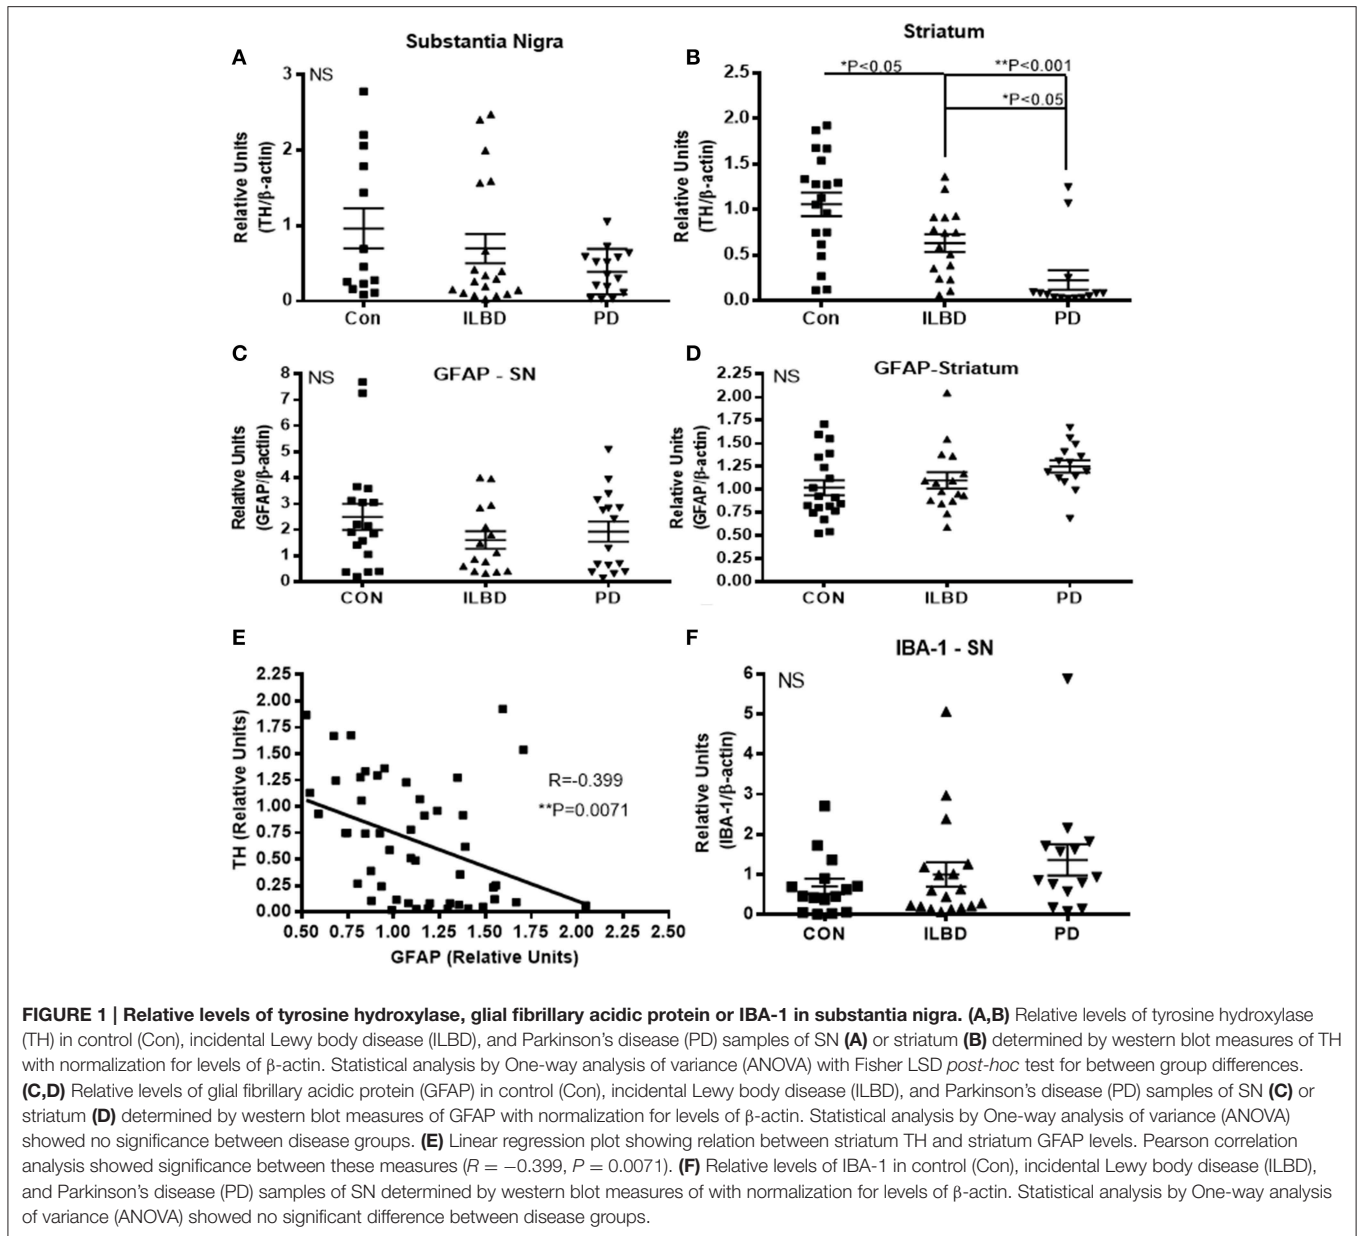 A
Substantia Nigra
NS
3
2
1
0
Relative Units
(TH/β-actin)
Con
ILBD
PD
B
Striatum
*P<0.05
**P<0.001
*P<0.05
2.5
2.0
1.5
1.0
0.5
0.0
Relative Units
(TH/β-actin)
Con
ILBD
PD
C
GFAP - SN
NS
8
7
6
5
4
3
2
1
0
Relative Units
(GFAP/β-actin)
CON
ILBD
PD
D
GFAP-Striatum
NS
2.25
2.00
1.75
1.50
1.25
1.00
0.75
0.50
0.25
0.00
Relative Units
(GFAP/β-actin)
CON
ILBD
PD
E
2.25
2.00
1.75
1.50
1.25
1.00
0.75
0.50
0.25
0.00
TH (Relative Units)
R=-0.399
**P=0.0071
0.50 0.75 1.00 1.25 1.50 1.75 2.00 2.25 2.50
GFAP (Relative Units)
F
IBA-1 - SN
NS
6
5
4
3
2
1
0
Relative Units
(IBA-1/β-actin)
CON
ILBD
PD
FIGURE 1 | Relative levels of tyrosine hydroxylase, glial fibrillary acidic protein or IBA-1 in substantia nigra. (A,B) Relative levels of tyrosine hydroxylase
(TH) in control (Con), incidental Lewy body disease (ILBD), and Parkinson's disease (PD) samples of SN (A) or striatum (B) determined by western blot measures of TH
with normalization for levels of β-actin. Statistical analysis by One-way analysis of variance (ANOVA) with Fisher LSD post-hoc test for between group differences.
(C,D) Relative levels of glial fibrillary acidic protein (GFAP) in control (Con), incidental Lewy body disease (ILBD), and Parkinson's disease (PD) samples of SN (C) or
striatum (D) determined by western blot measures of GFAP with normalization for levels of β-actin. Statistical analysis by One-way analysis of variance (ANOVA)
showed no significance between disease groups. (E) Linear regression plot showing relation between striatum TH and striatum GFAP levels. Pearson correlation
analysis showed significance between these measures (R = −0.399, P = 0.0071). (F) Relative levels of IBA-1 in control (Con), incidental Lewy body disease (ILBD),
and Parkinson's disease (PD) samples of SN determined by western blot measures of with normalization for levels of β-actin. Statistical analysis by One-way analysis
of variance (ANOVA) showed no significant difference between disease groups.